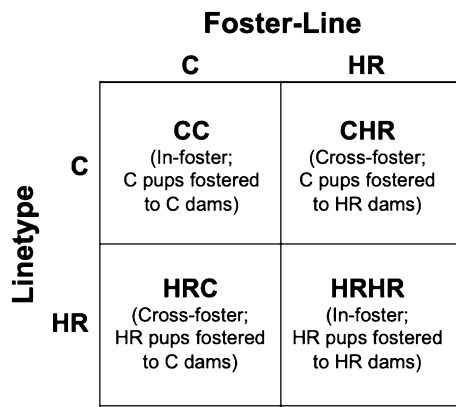 Foster-Line
C HR
Linetype
C
CC
(In-foster;
C pups fostered
to C dams)
CHR
(Cross-foster;
C pups fostered
to HR dams)
HR
HRC
(Cross-foster;
HR pups fostered
to C dams)
HRHR
(In-foster;
HR pups fostered
to HR dams)